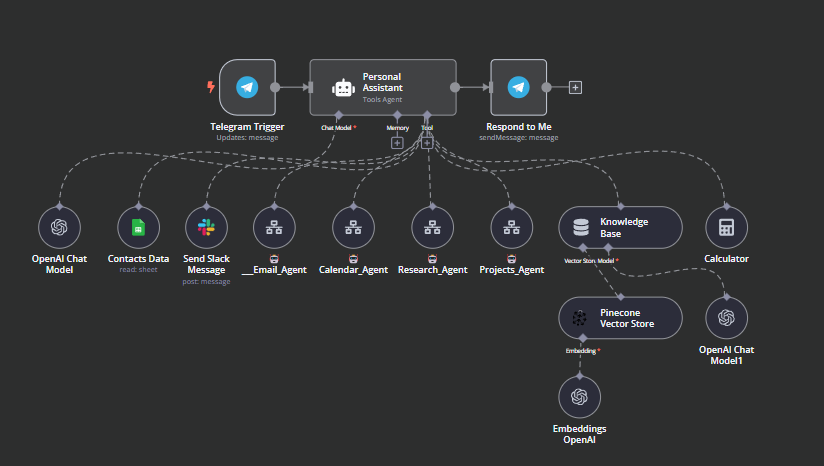 Personal
Assistant
Tools Agent
Telegram Trigger
Updates: message
Chat Model *
Memory
Tool
Respond to Me
sendMessage: message
OpenAI Chat
Model
Contacts Data
read: sheet
Send Slack
Message
post: message
___Email_Agent
Calendar_Agent
Research_Agent
Projects_Agent
Knowledge
Base
Calculator
Vector Stor
Model *
Pinecone
Vector Store
Embedding *
OpenAI Chat
Model1
Embeddings
OpenAI